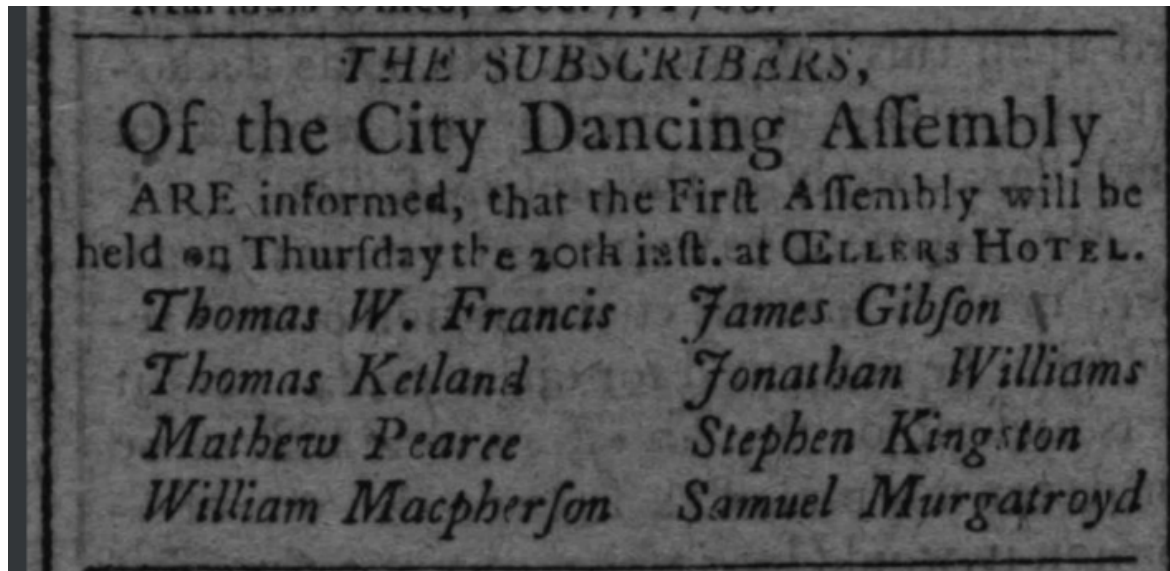 THE SUBSCRIBERS,
Of the City Dancing Aſſembly
ARE informed, that the Firſt Aſſembly will be
held on Thurſday the 20th inſt. at ŒLLERS HOTEL.
Thomas W. Francis James Gibſon
Thomas Ketland Jonathan Williams
Mathew Pearee Stephen Kingston
William Macpherſon Samuel Murgatroyd